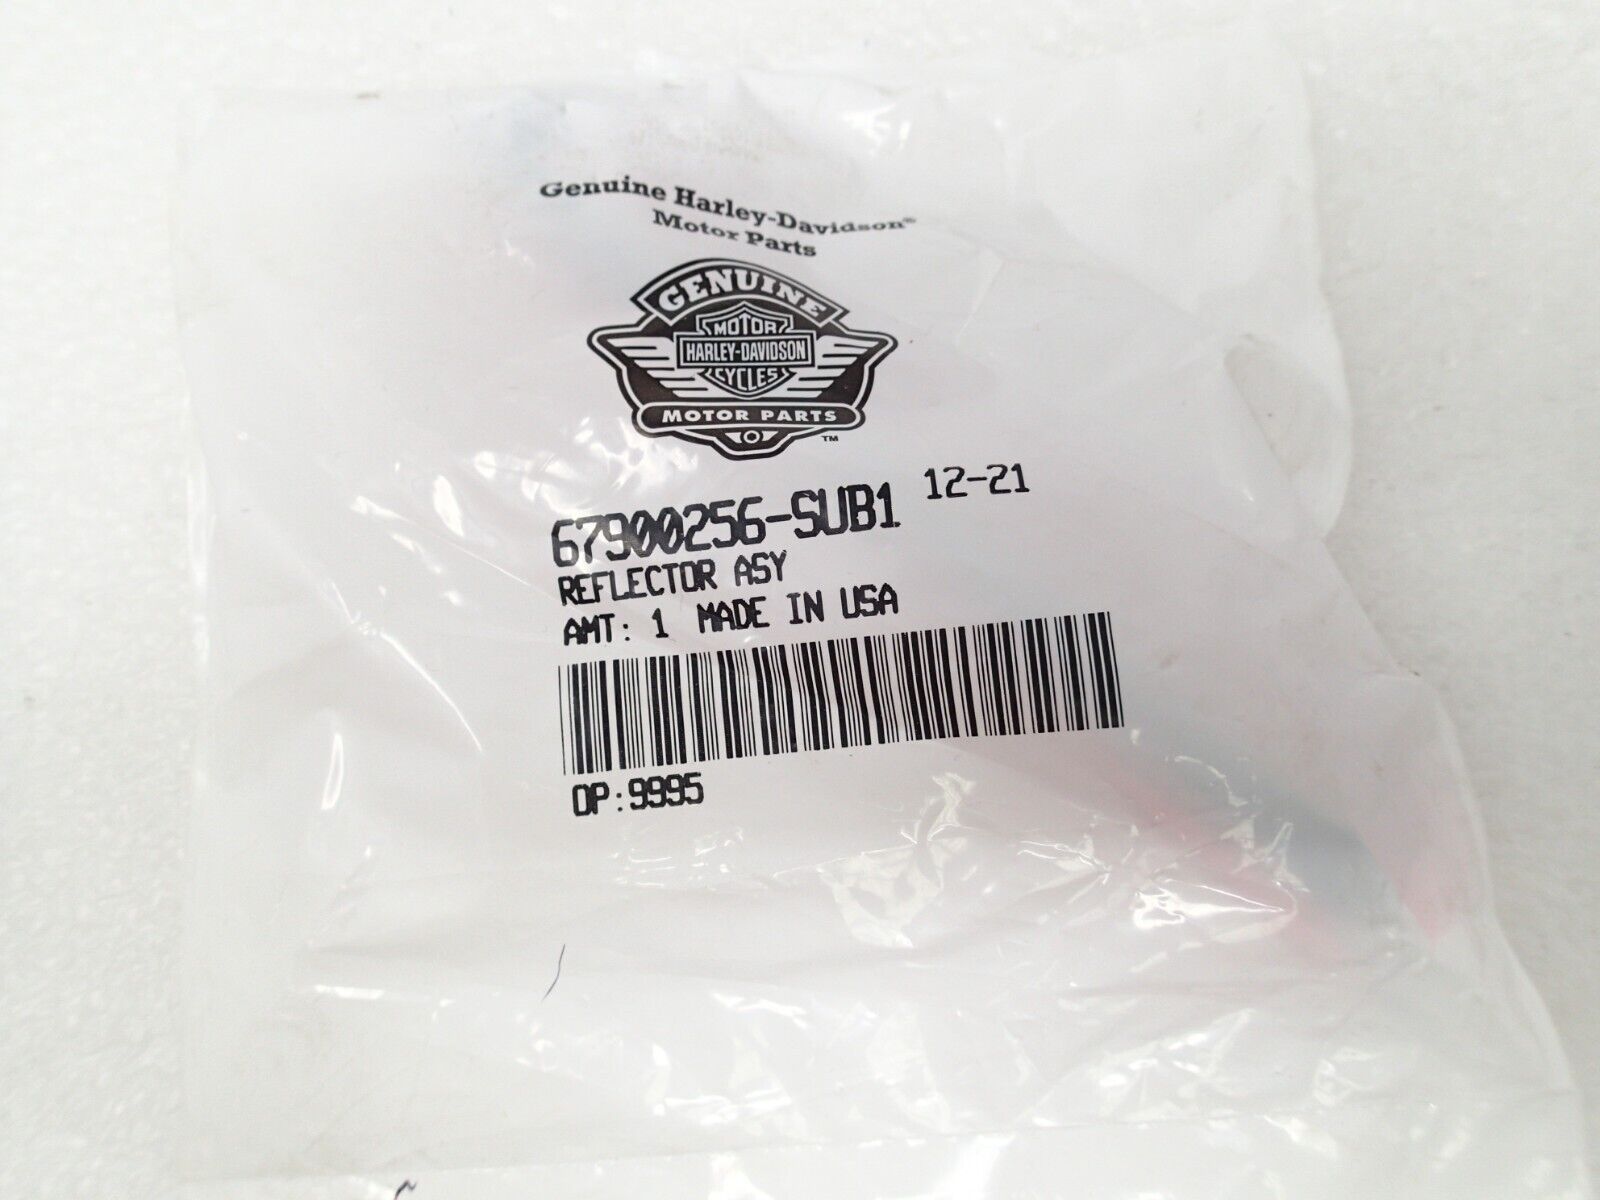 Genuine Harley-Davidson®
Motor Parts
GENUINE
MOTOR
HARLEY-DAVIDSON
CYCLES
MOTOR PARTS
TM
67900256-SUB1 12-21
REFLECTOR ASY
AMT: 1 MADE IN USA
OP:9995